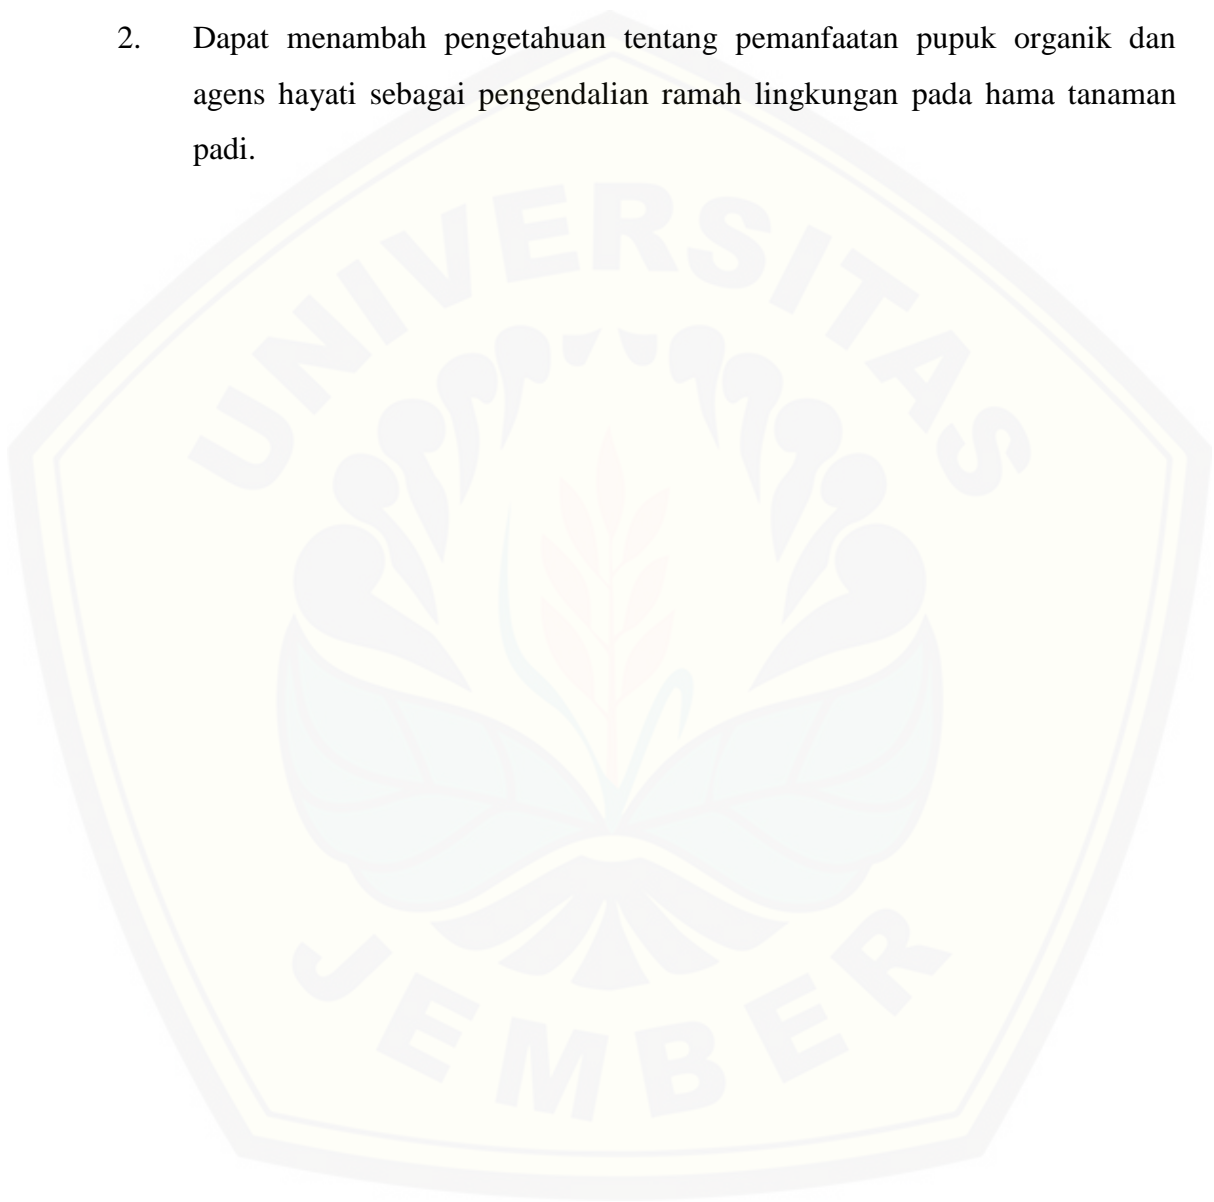 2. Dapat menambah pengetahuan tentang pemanfaatan pupuk organik dan
agens hayati sebagai pengendalian ramah lingkungan pada hama tanaman
padi.
UNIVERSITAS
JEMBER